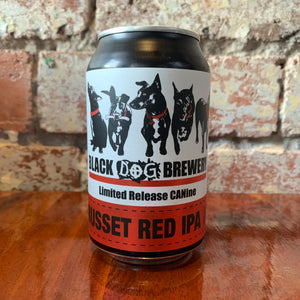 BLACK DOG BREWERY
Limited Release CANine
USSET RED IPA